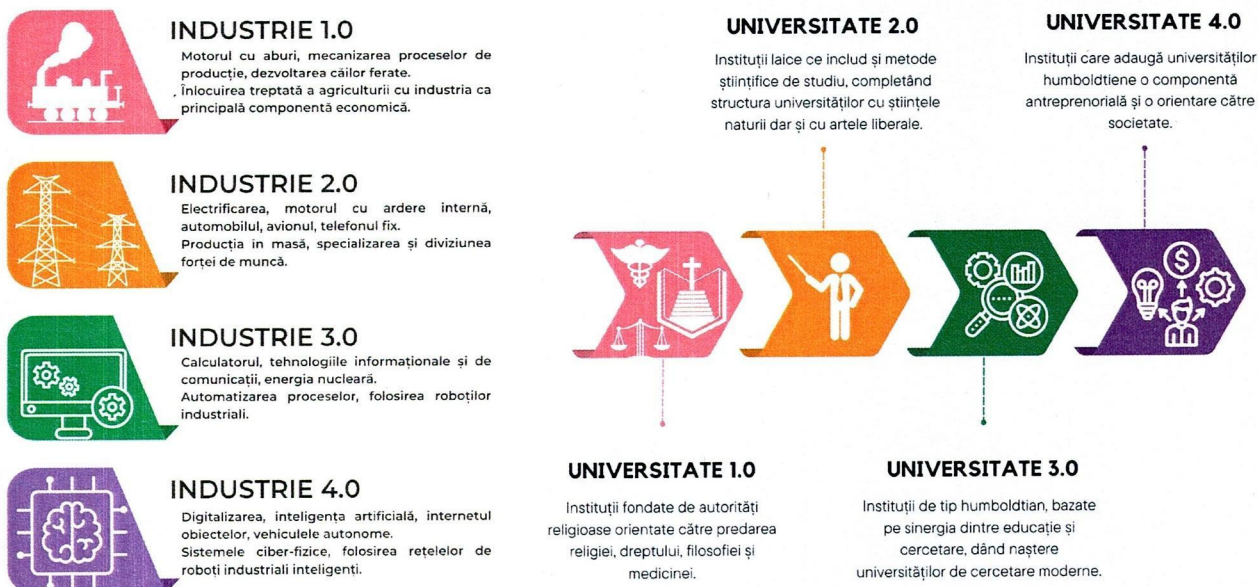 INDUSTRIE 1.0
Motorul cu aburi, mecanizarea proceselor de
producție, dezvoltarea căilor ferate.
Înlocuirea treptată a agriculturii cu industria ca
principală componentă economică.
INDUSTRIE 2.0
Electrificarea, motorul cu ardere internă,
automobilul, avionul, telefonul fix.
Producția in masă, specializarea și diviziunea
forței de muncă.
INDUSTRIE 3.0
Calculatorul, tehnologiile informaționale și de
comunicații, energia nucleară.
Automatizarea proceselor, folosirea roboților
industriali.
INDUSTRIE 4.0
Digitalizarea, inteligența artificială, internetul
obiectelor, vehiculele autonome.
Sistemele ciber-fizice, folosirea rețelelor de
roboți industriali inteligenți.
UNIVERSITATE 2.0
Instituții laice ce includ și metode
științifice de studiu, completând
structura universităților cu științele
naturii dar și cu artele liberale.
UNIVERSITATE 4.0
Instituții care adaugă universităților
humboldtiene o componentă
antreprenorială și o orientare către
societate.
$
UNIVERSITATE 1.0
Instituții fondate de autorități
religioase orientate către predarea
religiei, dreptului, filosofiei și
medicinei.
UNIVERSITATE 3.0
Instituții de tip humboldtian, bazate
pe sinergia dintre educație și
cercetare, dând naștere
universităților de cercetare moderne.